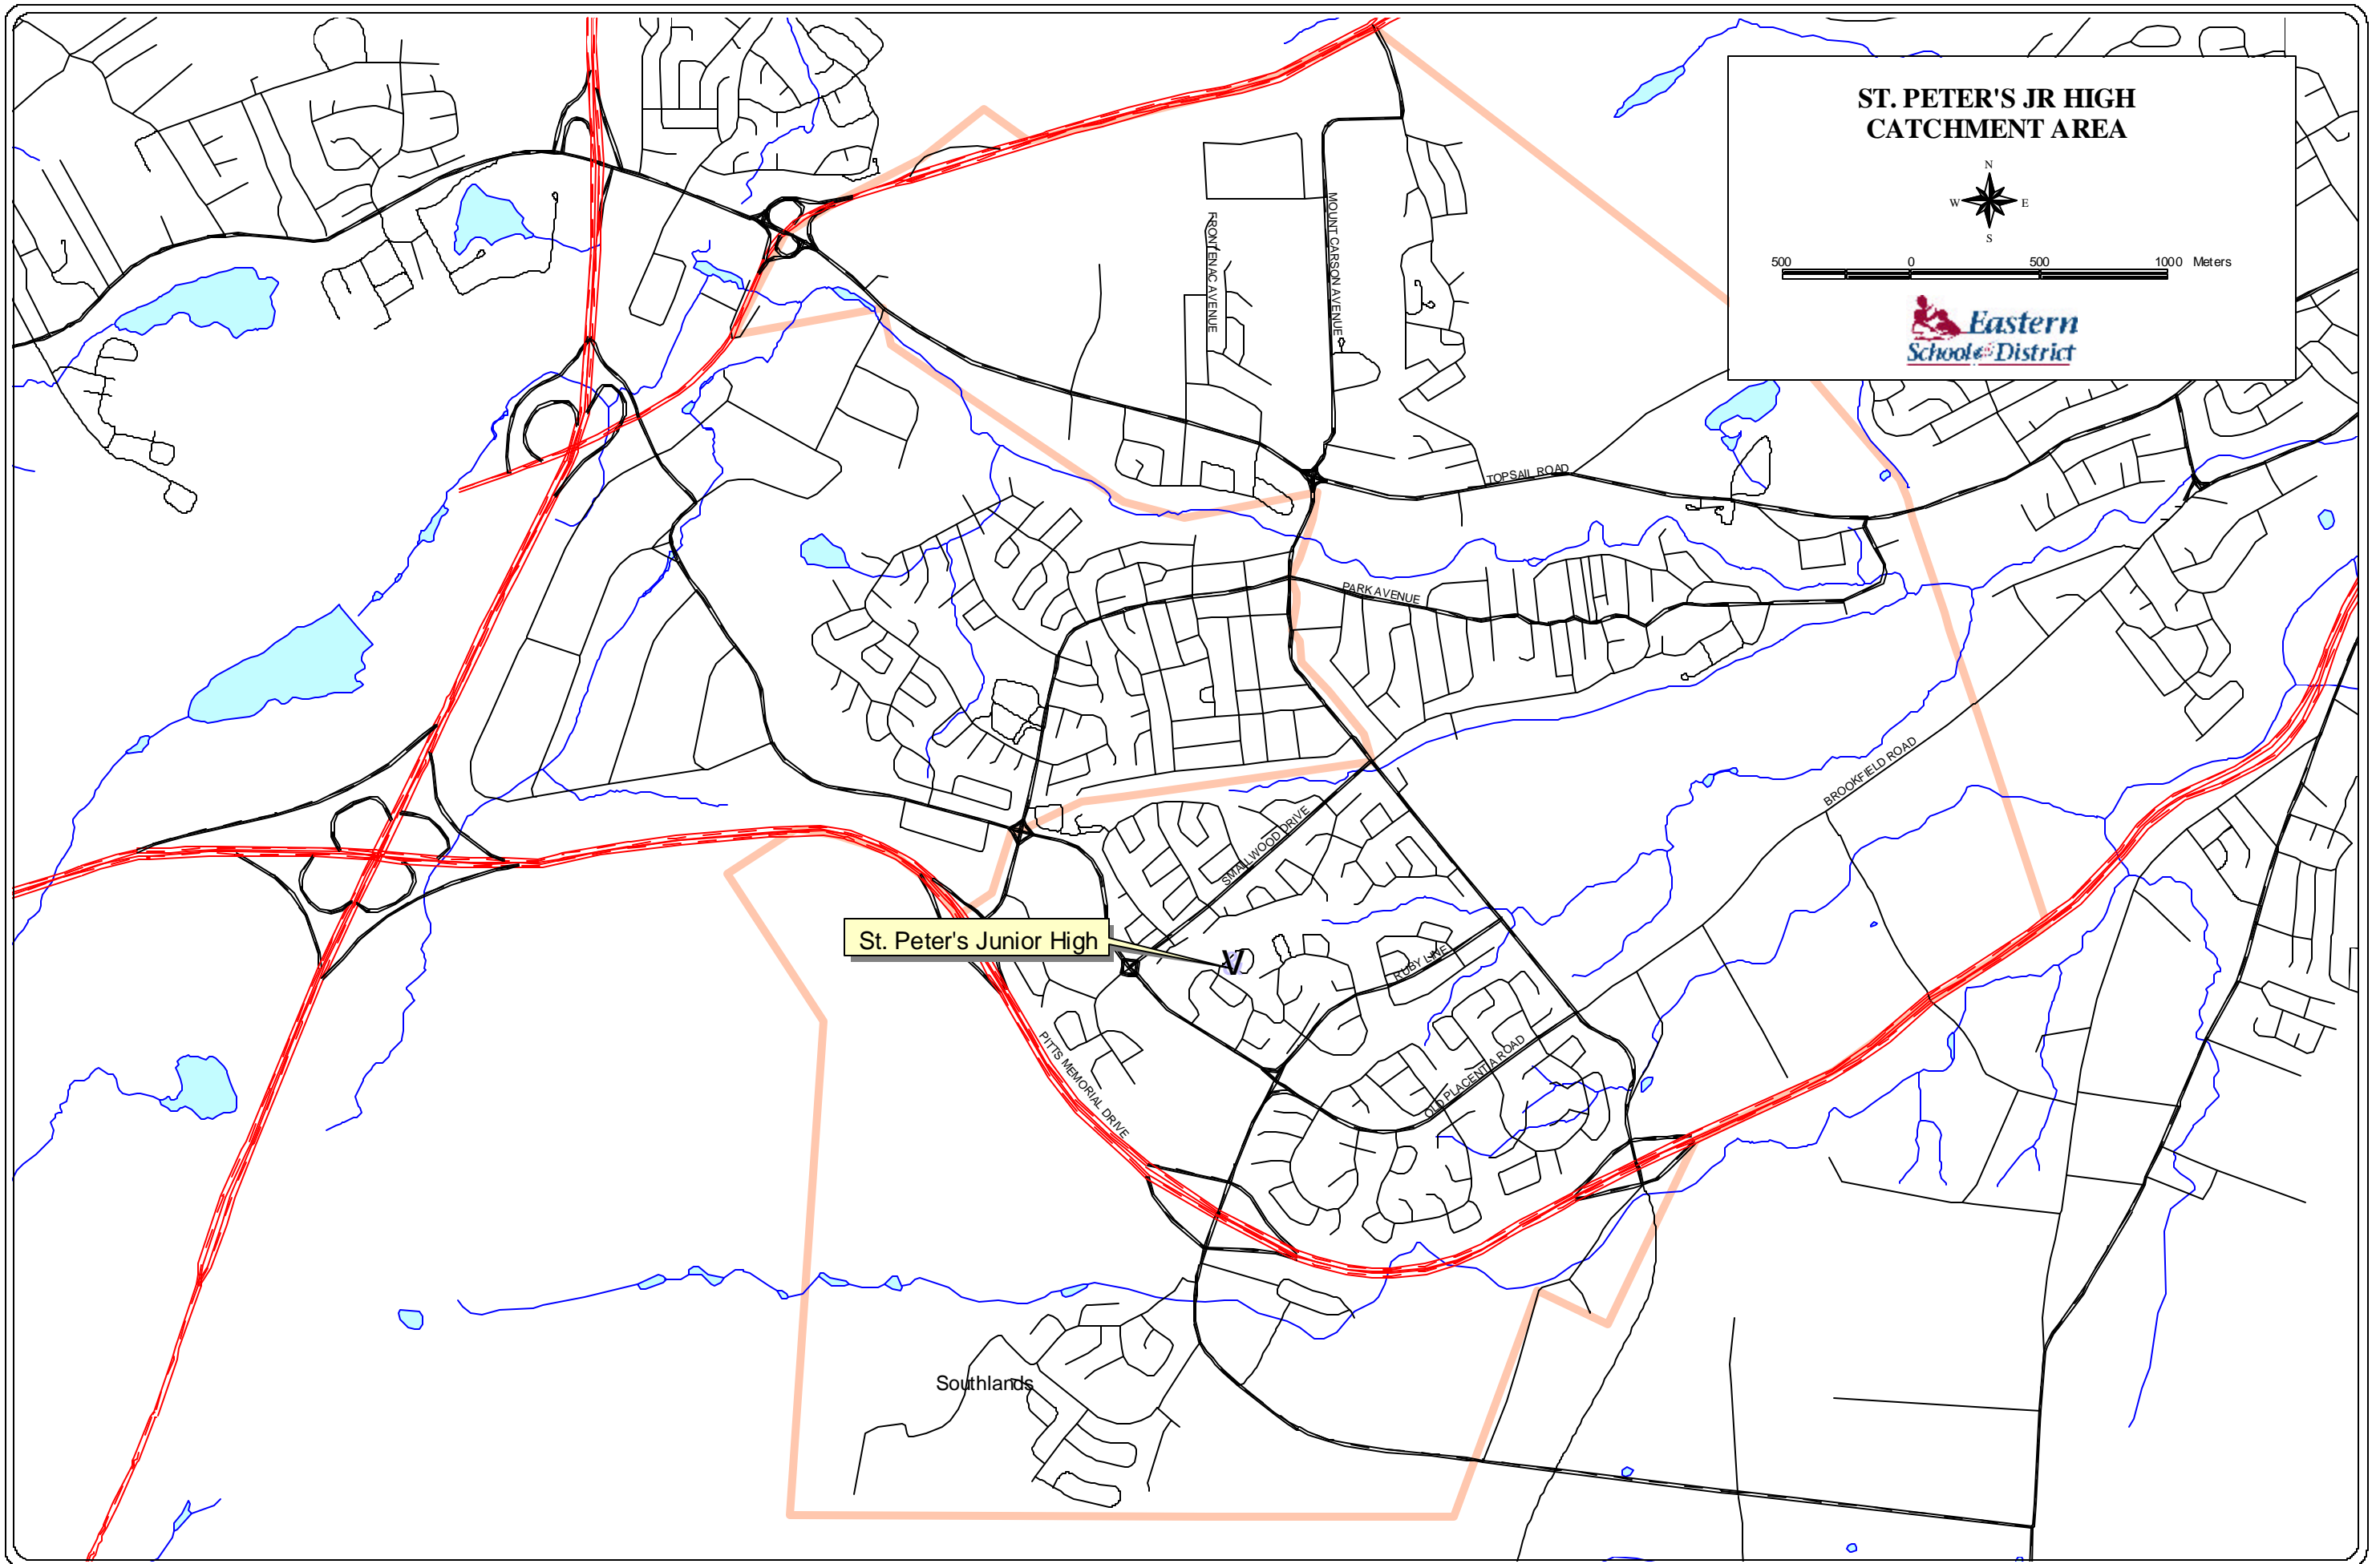 ST. PETER'S JR HIGH
CATCHMENT AREA
N
W E
S
500 0 500 1000 Meters
Eastern
School District
FRONTENAC AVENUE
MOUNT CARSON AVENUE
TOPSAIL ROAD
PARK AVENUE
BROOKFIELD ROAD
SMALLWOOD DRIVE
St. Peter's Junior High
RUBY LINE
PITTS MEMORIAL DRIVE
OLD PLACENTIA ROAD
Southlands